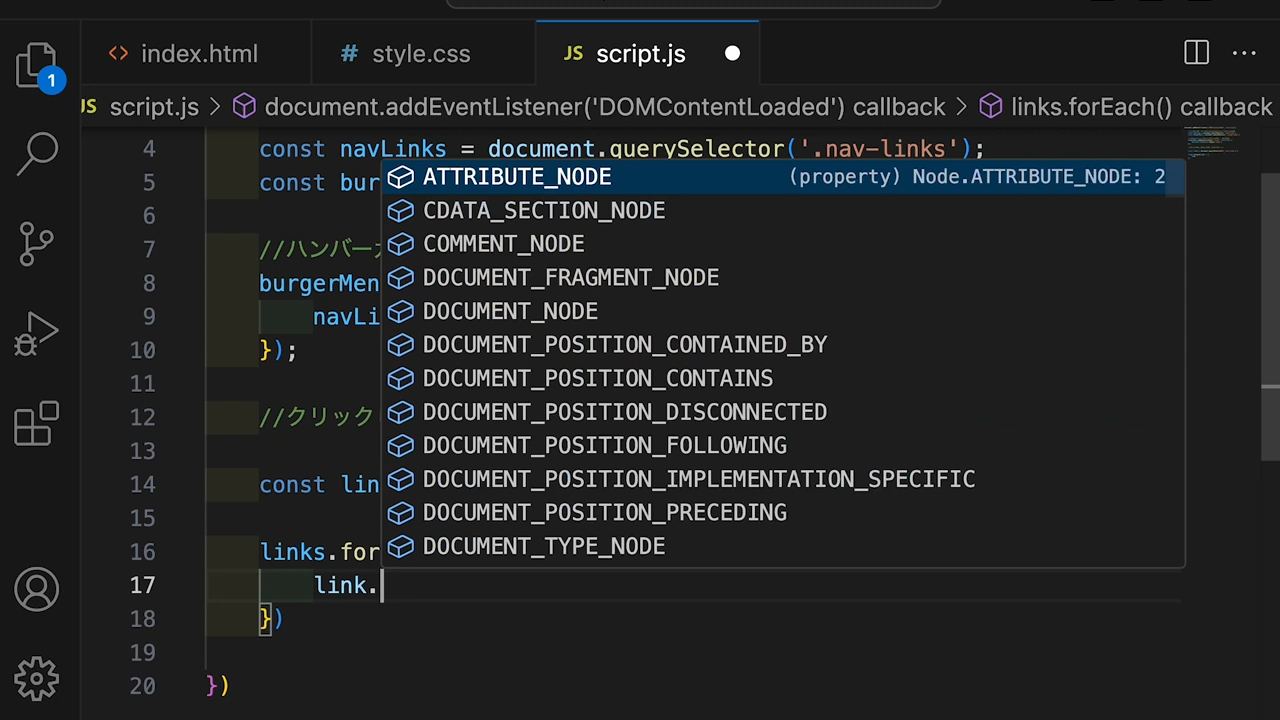 1
index.html
style.css
JS script.js
JS script.js > document.addEventListener('DOMContentLoaded') callback > links.forEach() callback
4 const navLinks = document.querySelector('.nav-links');
5 const bur
6
7 //ハンバー
8 burgerMen
9 navLi
10 });
11
12 //クリック
13
14 const lin
15
16 links.for
17 link.
18 })
19
20 })
ATTRIBUTE_NODE (property) Node.ATTRIBUTE_NODE: 2
CDATA_SECTION_NODE
COMMENT_NODE
DOCUMENT_FRAGMENT_NODE
DOCUMENT_NODE
DOCUMENT_POSITION_CONTAINED_BY
DOCUMENT_POSITION_CONTAINS
DOCUMENT_POSITION_DISCONNECTED
DOCUMENT_POSITION_FOLLOWING
DOCUMENT_POSITION_IMPLEMENTATION_SPECIFIC
DOCUMENT_POSITION_PRECEDING
DOCUMENT_TYPE_NODE